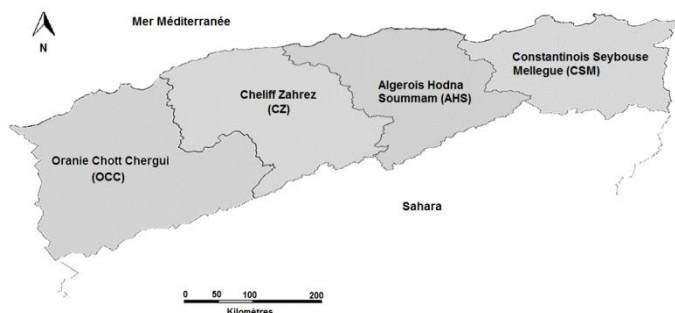 Mer Méditerranée
N
Constantinois Seybouse
Mellegue (CSM)
Algerois Hodna
Soummam (AHS)
Cheliff Zahrez
(CZ)
Oranie Chott Chergui
(OCC)
Sahara
0 50 100 200
Kilomètres